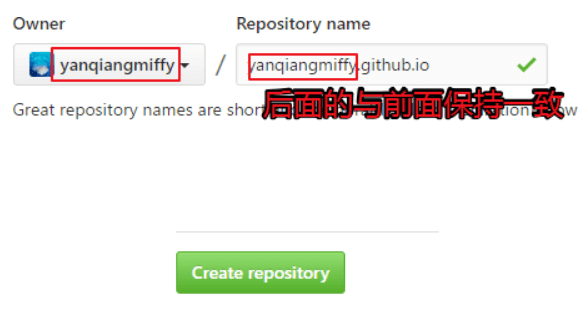 Owner
Repository name
yanqiangmiffy / yanqiangmiffy.github.io
Great repository names are shor
后面的与前面保持一致
Create repository